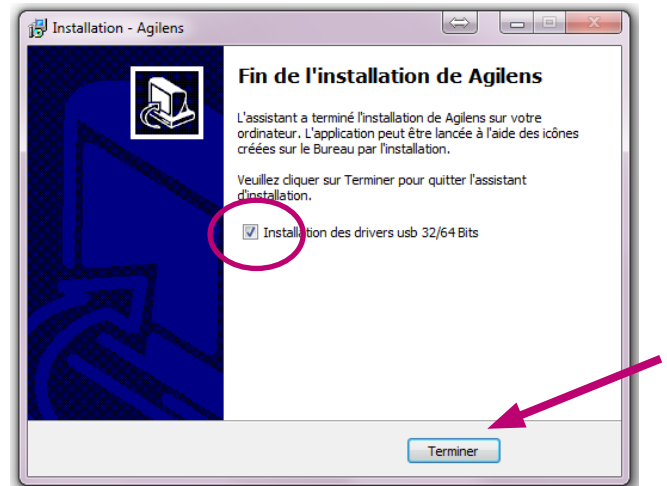 Installation - Agilens
Fin de l'installation de Agilens
L'assistant a terminé l'installation de Agilens sur votre
ordinateur. L'application peut être lancée à l'aide des icônes
créées sur le Bureau par l'installation.
Veuillez cliquer sur Terminer pour quitter l'assistant
d'installation.
Installation des drivers usb 32/64 Bits
Terminer